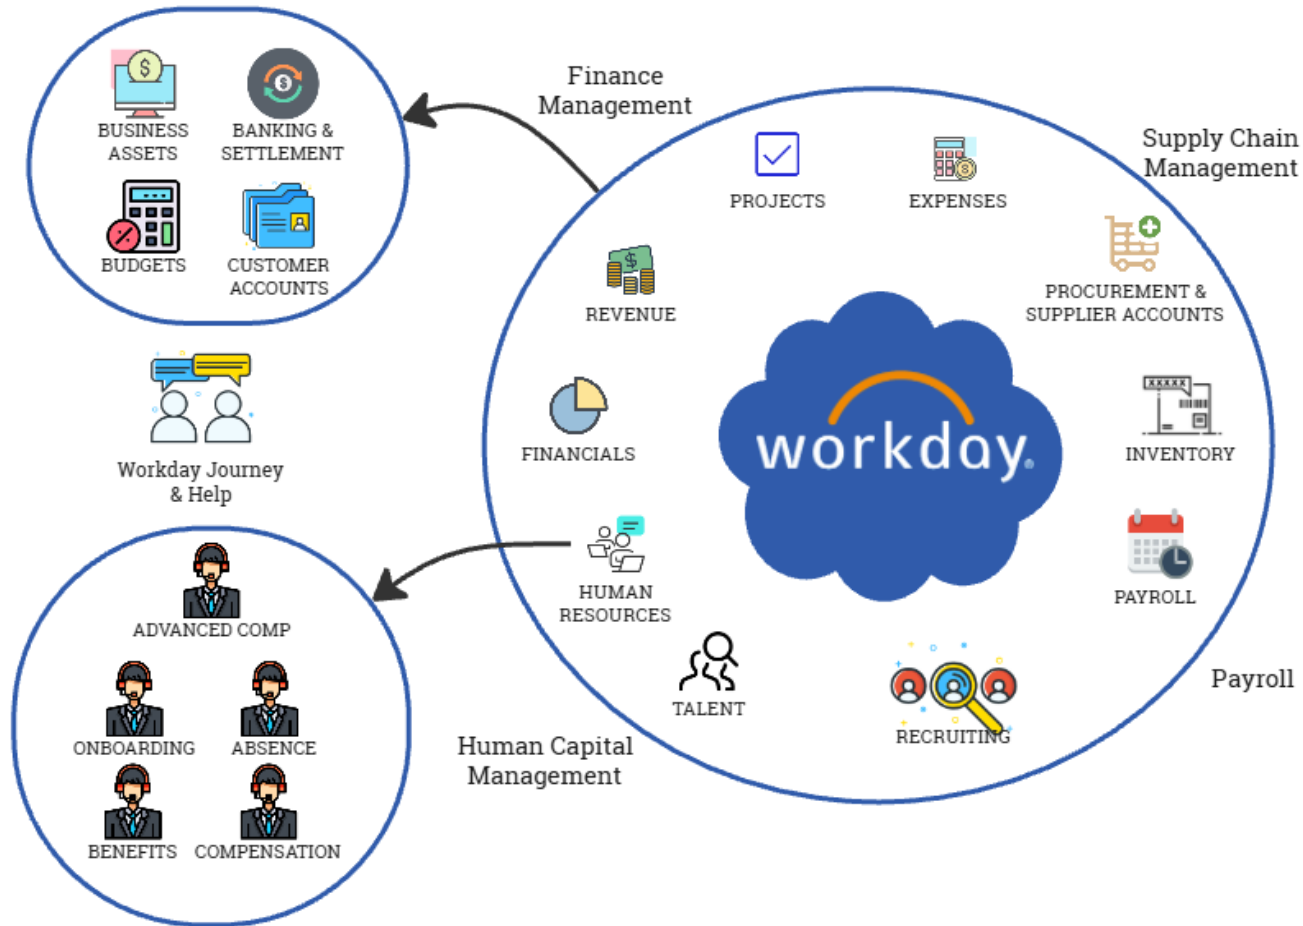 BUSINESS
ASSETS
BANKING &
SETTLEMENT
BUDGETS
CUSTOMER
ACCOUNTS
Finance
Management
Supply Chain
Management
PROJECTS
EXPENSES
REVENUE
PROCUREMENT &
SUPPLIER ACCOUNTS
workday®
FINANCIALS
XXXXX
INVENTORY
Workday Journey
& Help
HUMAN
RESOURCES
PAYROLL
TALENT
RECRUITING
Payroll
Human Capital
Management
ADVANCED COMP
ONBOARDING
ABSENCE
BENEFITS
COMPENSATION